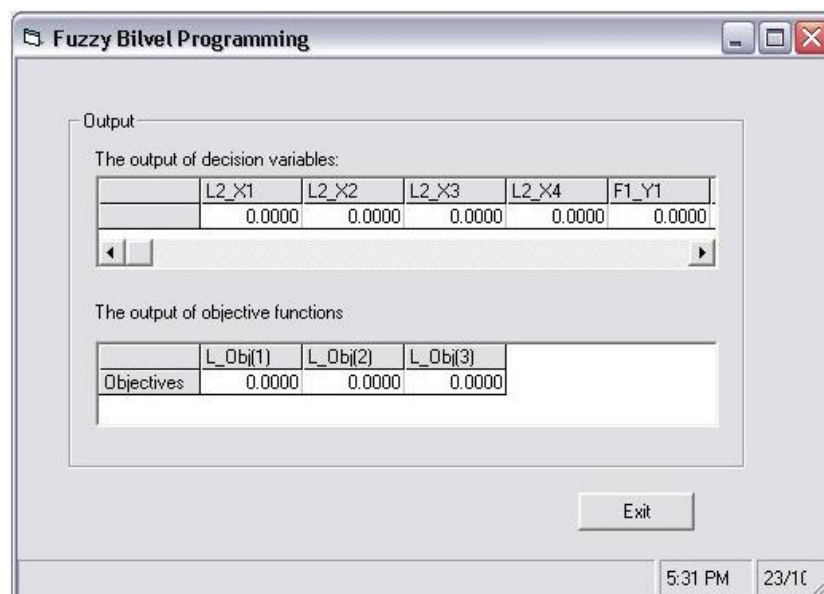 Fuzzy Bilvel Programming
Output
The output of decision variables:
L2_X1 L2_X2 L2_X3 L2_X4 F1_Y1
0.0000 0.0000 0.0000 0.0000 0.0000
The output of objective functions
L_Obj(1) L_Obj(2) L_Obj(3)
Objectives 0.0000 0.0000 0.0000
Exit
5:31 PM 23/10